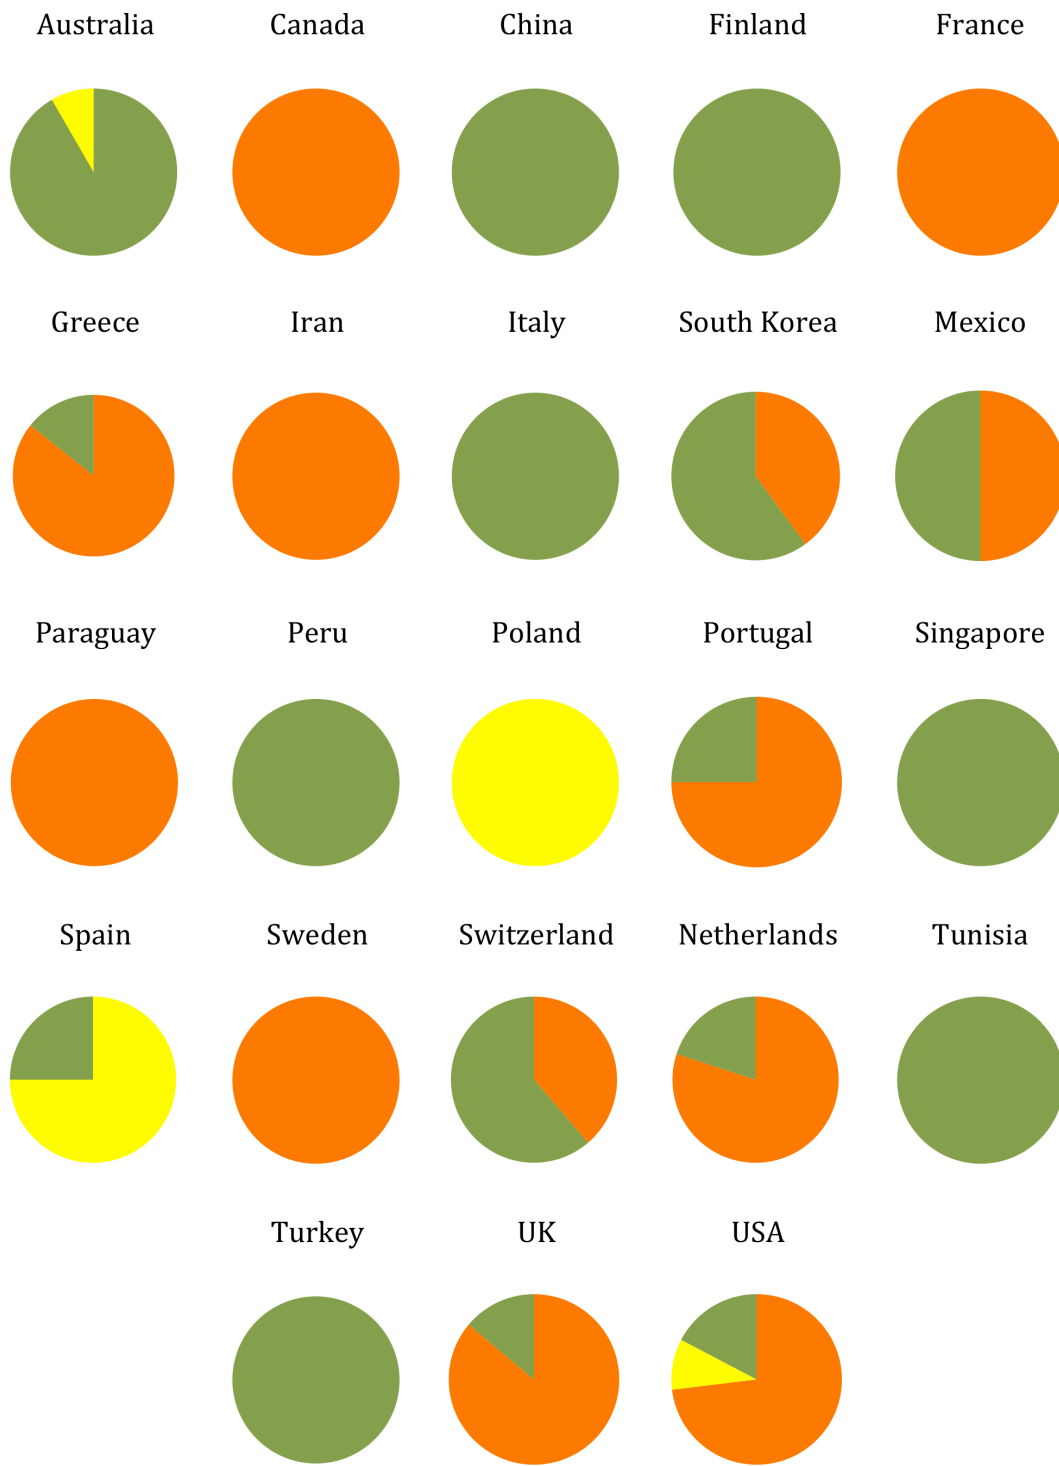 Australia Canada China Finland France
Greece Iran Italy South Korea Mexico
Paraguay Peru Poland Portugal Singapore
Spain Sweden Switzerland Netherlands Tunisia
Turkey UK USA